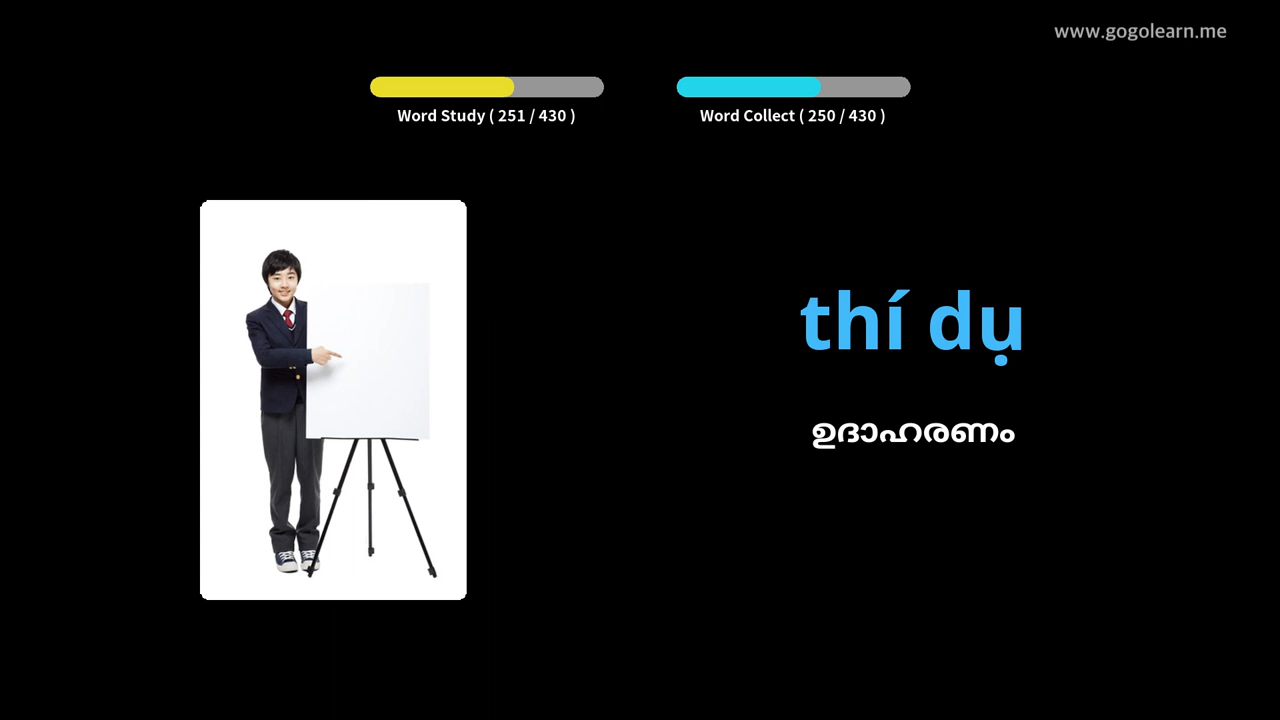 www.gogolearn.me
Word Study ( 251 / 430 )
Word Collect ( 250 / 430 )
thí dụ
ഉദാഹരണം